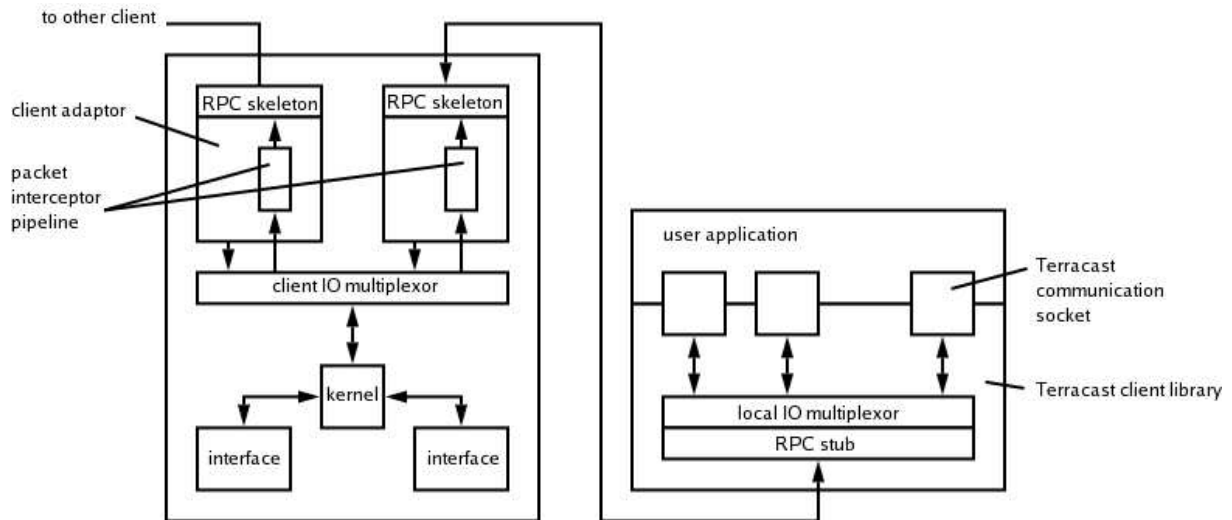 to other client
RPC skeleton
RPC skeleton
client adaptor
packet
interceptor
pipeline
user application
client IO multiplexor
Terracast
communication
socket
kernel
Terracast client library
local IO multiplexor
RPC stub
interface
interface